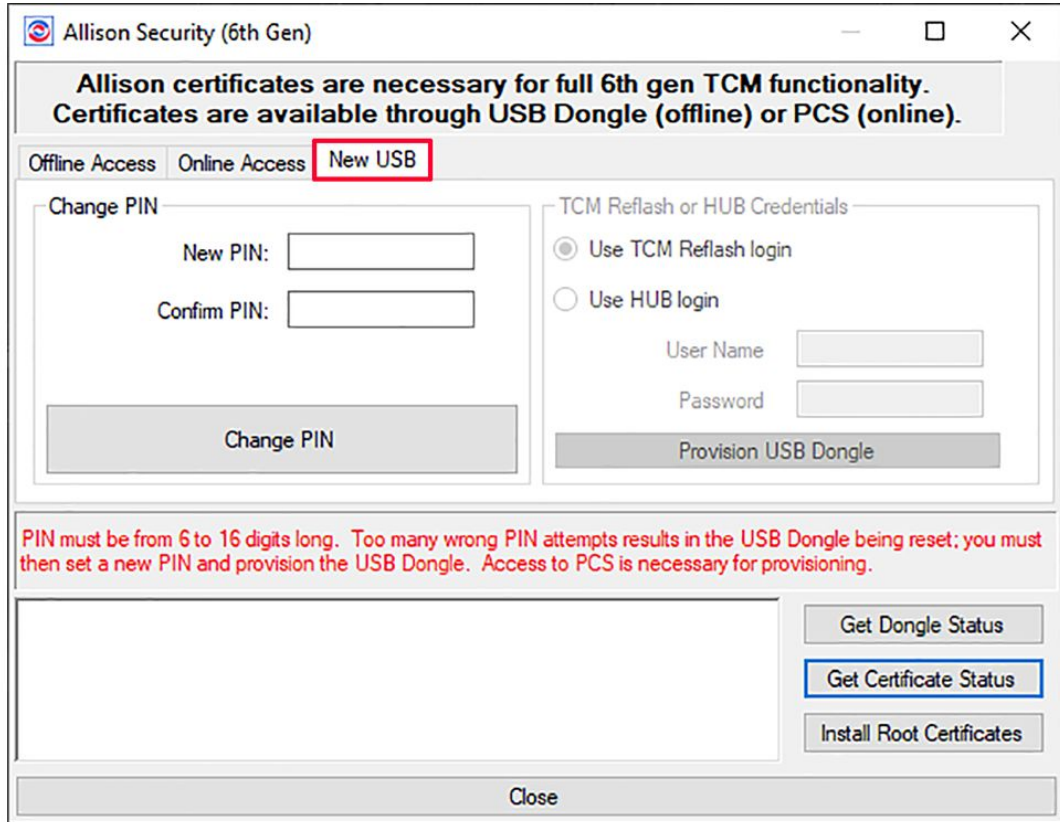 Allison Security (6th Gen)
Allison certificates are necessary for full 6th gen TCM functionality.
Certificates are available through USB Dongle (offline) or PCS (online).
Offline Access
Online Access
New USB
Change PIN
New PIN:
Confirm PIN:
Change PIN
TCM Reflash or HUB Credentials
Use TCM Reflash login
Use HUB login
User Name
Password
Provision USB Dongle
PIN must be from 6 to 16 digits long. Too many wrong PIN attempts results in the USB Dongle being reset; you must
then set a new PIN and provision the USB Dongle. Access to PCS is necessary for provisioning.
Get Dongle Status
Get Certificate Status
Install Root Certificates
Close